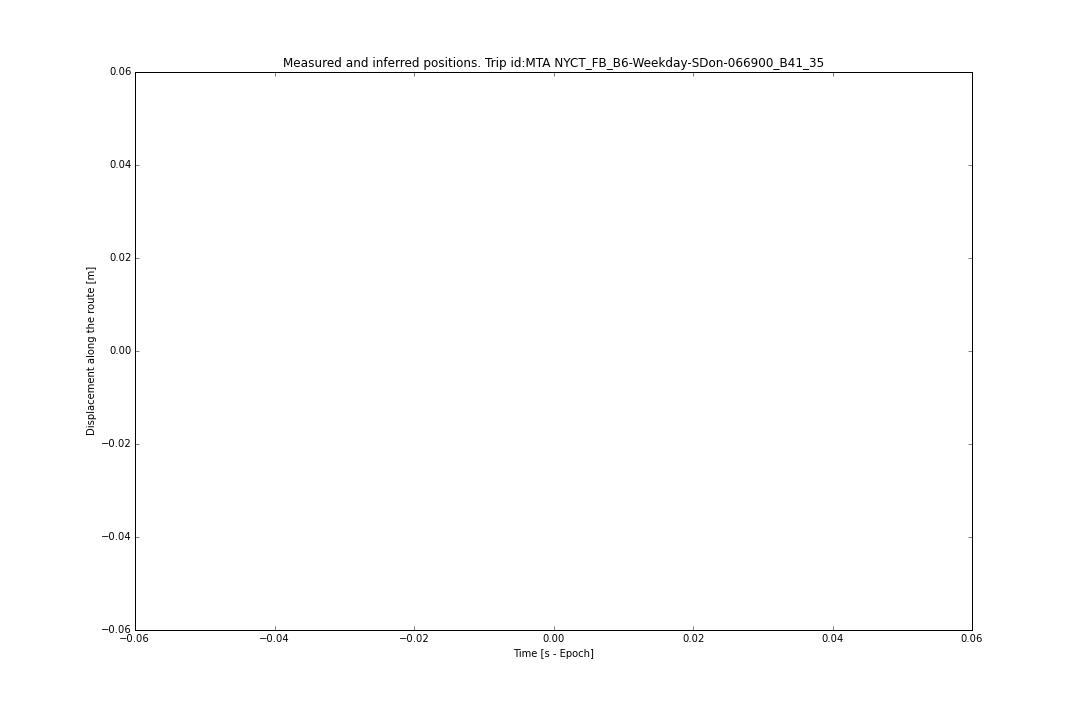 Measured and inferred positions. Trip id:MTA NYCT_FB_B6-Weekday-SDon-066900_B41_35
0.06
0.04
0.02
0.00
−0.02
−0.04
−0.06
Displacement along the route [m]
−0.06 −0.04 −0.02 0.00 0.02 0.04 0.06
Time [s - Epoch]